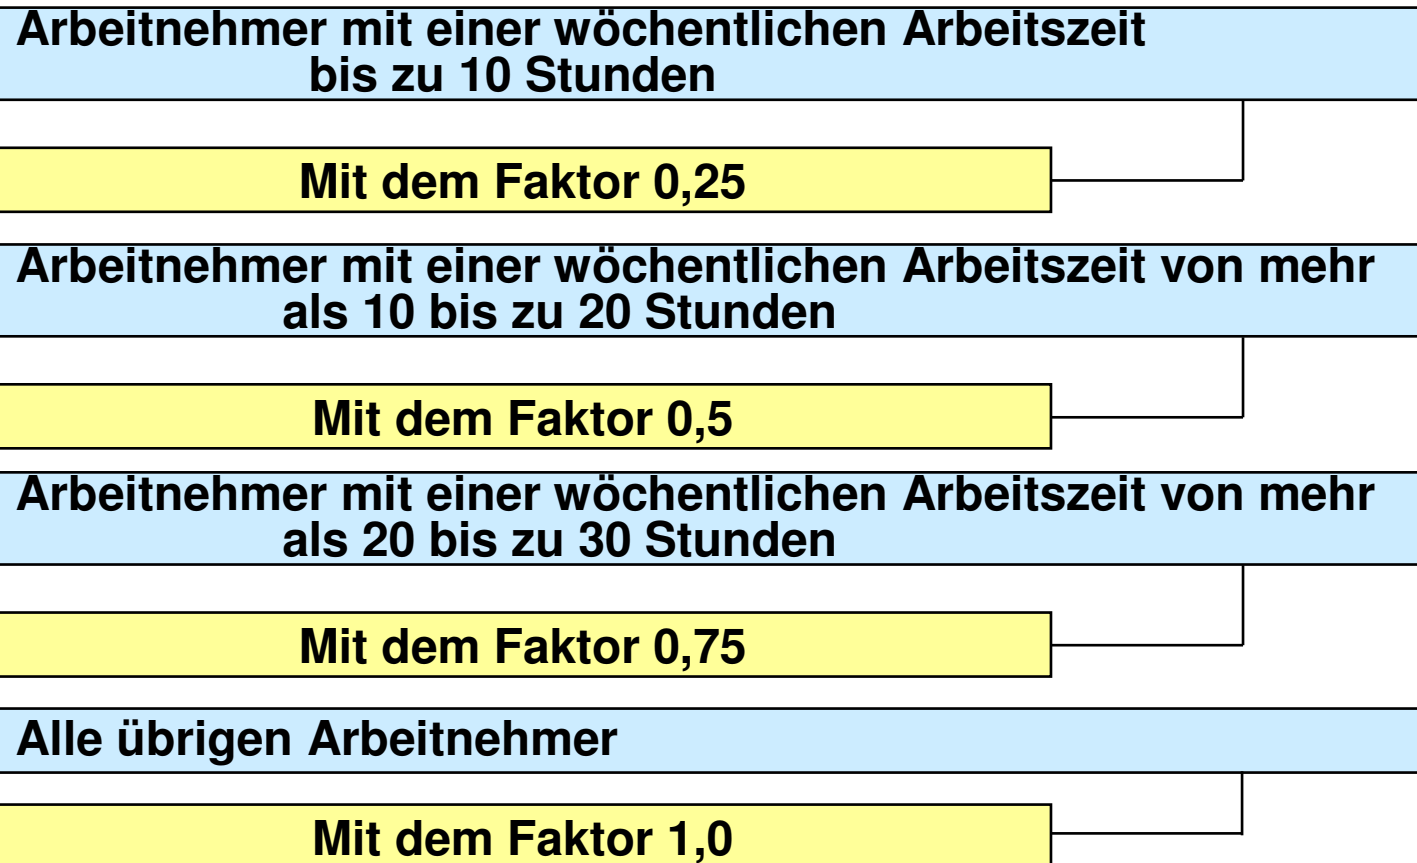 Arbeitnehmer mit einer wöchentlichen Arbeitszeit
bis zu 10 Stunden
Mit dem Faktor 0,25
Arbeitnehmer mit einer wöchentlichen Arbeitszeit von mehr
als 10 bis zu 20 Stunden
Mit dem Faktor 0,5
Arbeitnehmer mit einer wöchentlichen Arbeitszeit von mehr
als 20 bis zu 30 Stunden
Mit dem Faktor 0,75
Alle übrigen Arbeitnehmer
Mit dem Faktor 1,0